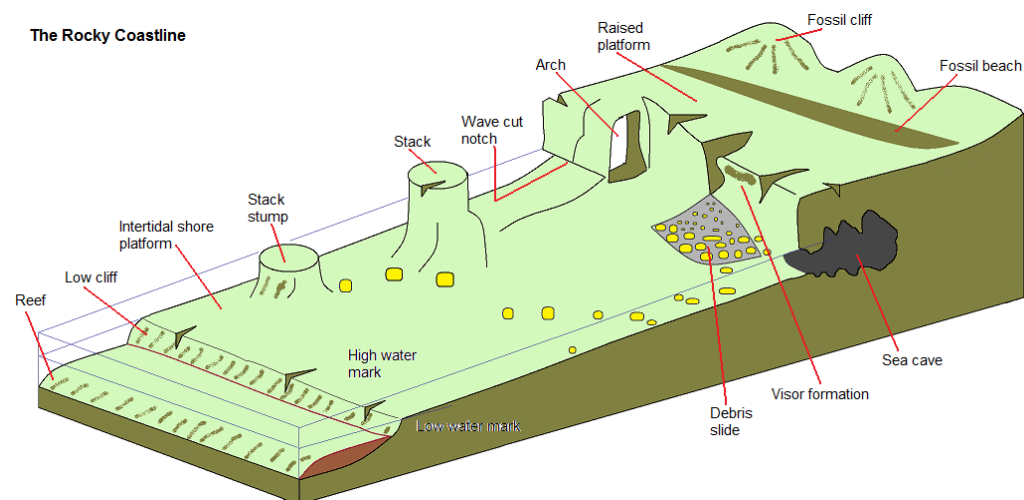 The Rocky Coastline
Fossil cliff
Raised
platform
Fossil beach
Arch
Wave cut
notch
Stack
Stack
stump
Intertidal shore
platform
Low cliff
Reef
High water
mark
Low water mark
Sea cave
Visor formation
Debris
slide